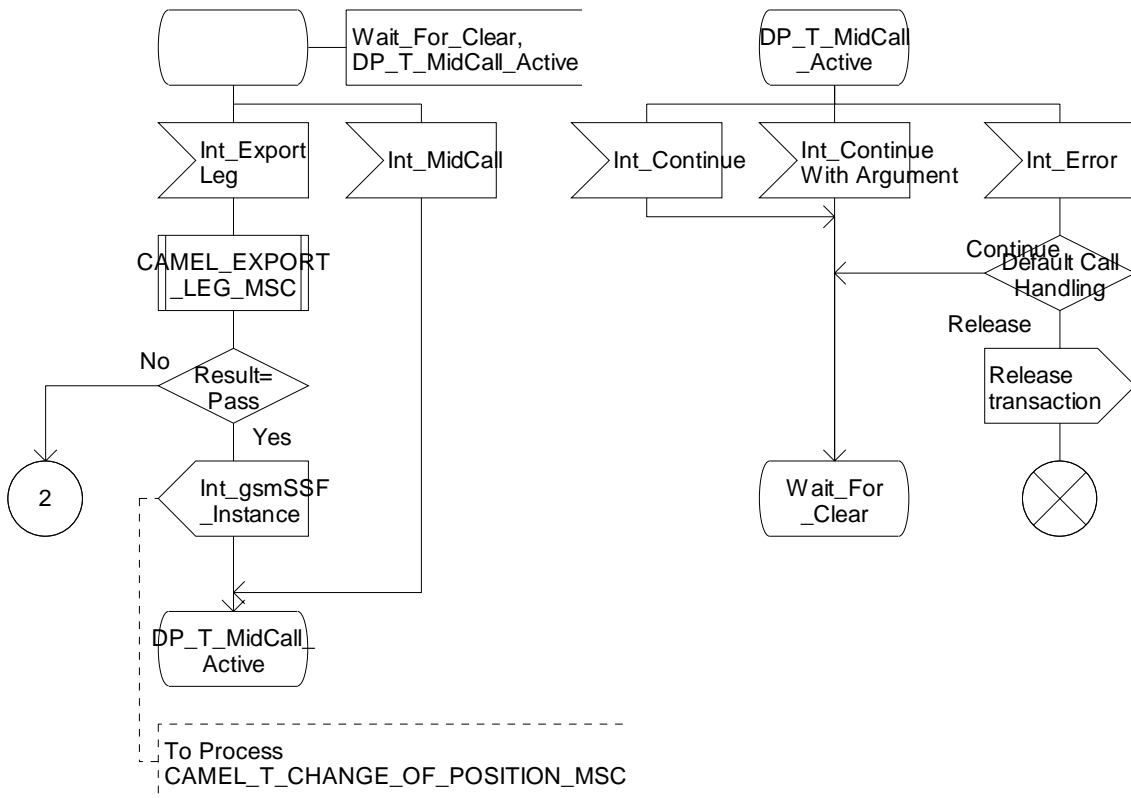 Wait_For_Clear,
DP_T_MidCall_Active
Int_Export
Leg
Int_MidCall
CAMEL_EXPORT
_LEG_MSC
No
Result=
Pass
Yes
2
Int_gsmSSF
_Instance
DP_T_MidCall_
Active
To Process
CAMEL_T_CHANGE_OF_POSITION_MSC
DP_T_MidCall
_Active
Int_Continue
Int_Continue
With Argument
Int_Error
Continue
Default Call
Handling
Release
Release
transaction
Wait_For
_Clear